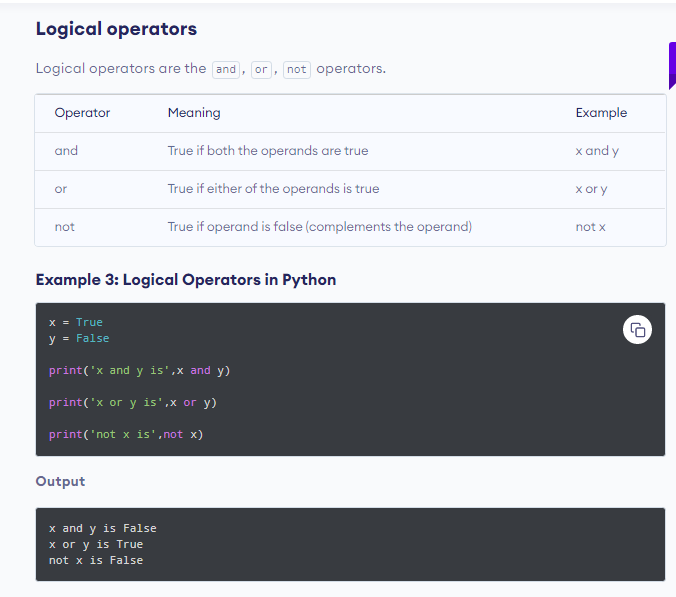 Logical operators
Logical operators are the and, or, not operators.
Operator Meaning Example
and True if both the operands are true x and y
or True if either of the operands is true x or y
not True if operand is false (complements the operand) not x
Example 3: Logical Operators in Python
x = True
y = False
print('x and y is',x and y)
print('x or y is',x or y)
print('not x is',not x)
Output
x and y is False
x or y is True
not x is False